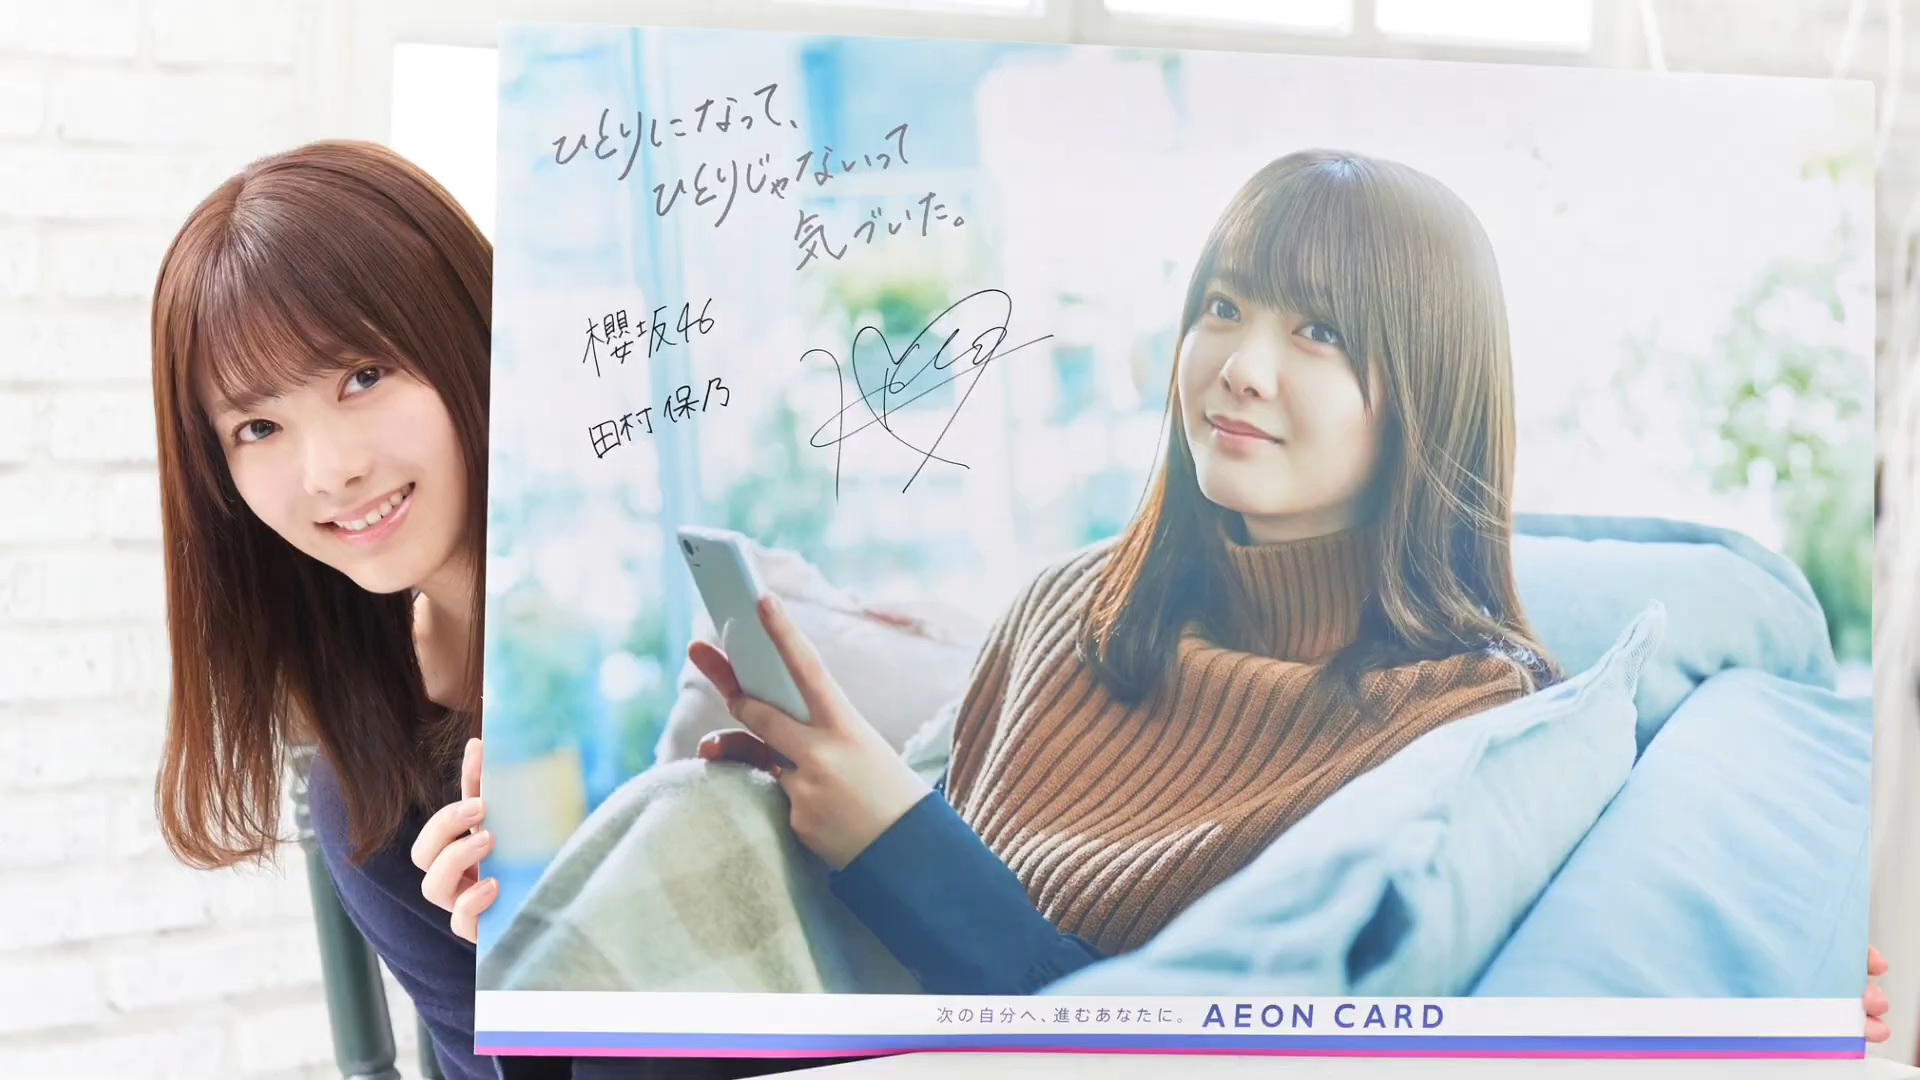 ひとりになって、
ひとりじゃないって
気づいた。
櫻坂46
田村保乃
次の自分へ、進むあなたに。 AEON CARD